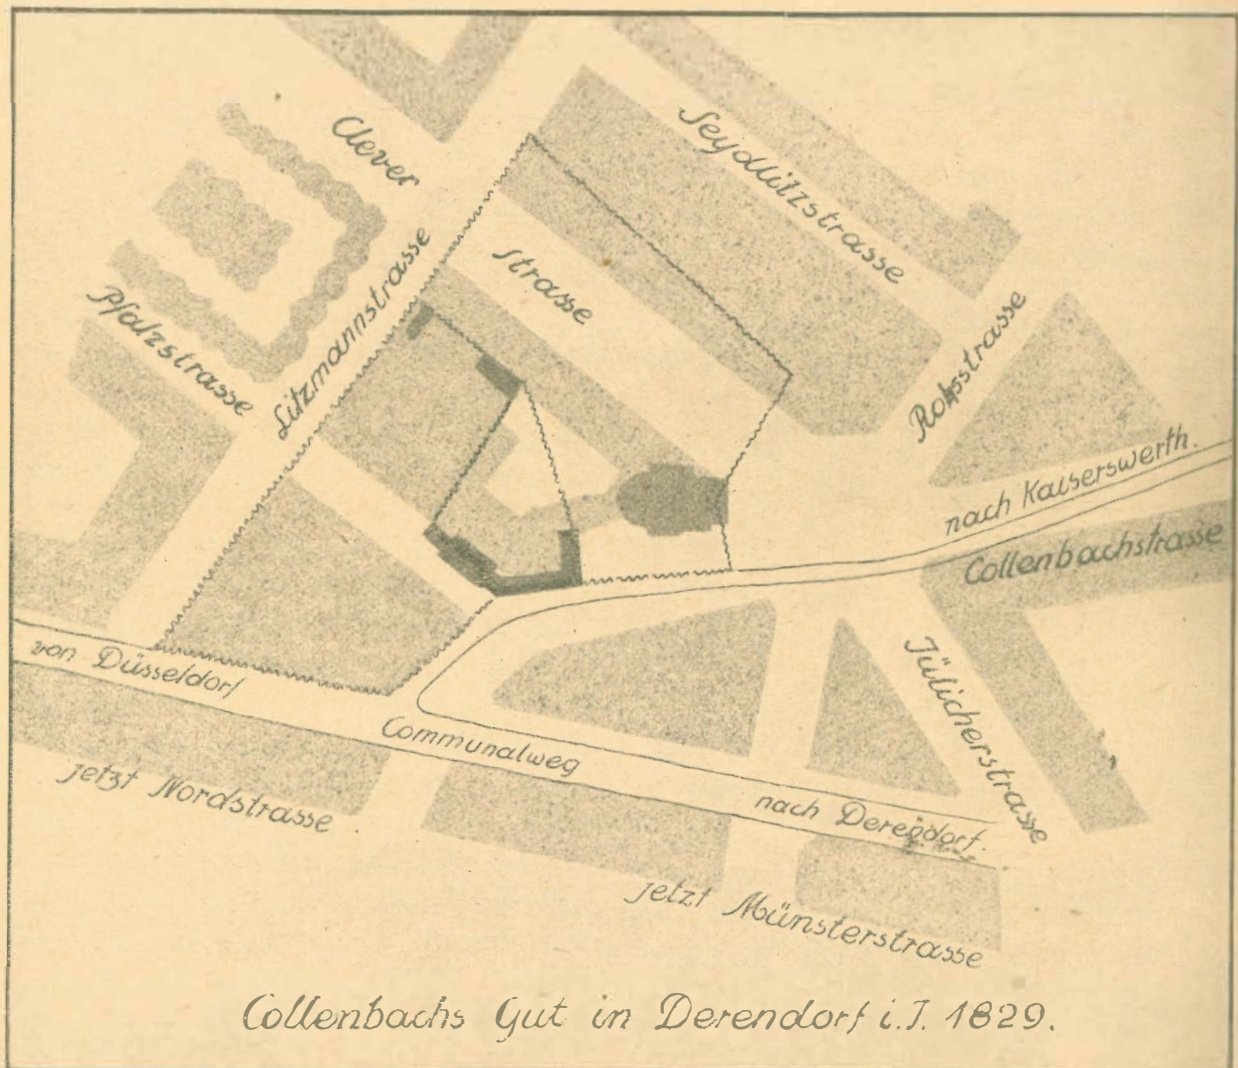 Clever
Seydlitzstrasse
Strasse
Litzmannstrasse
Pfalzstrasse
Rossstrasse
nach Kaiserswerth.
Collenbachstrasse
Jülicherstrasse
von Düsseldorf
Communalweg
nach Derendorf.
jetzt Nordstrasse
jetzt Münsterstrasse
Collenbachs Gut in Derendorf i.J. 1829.